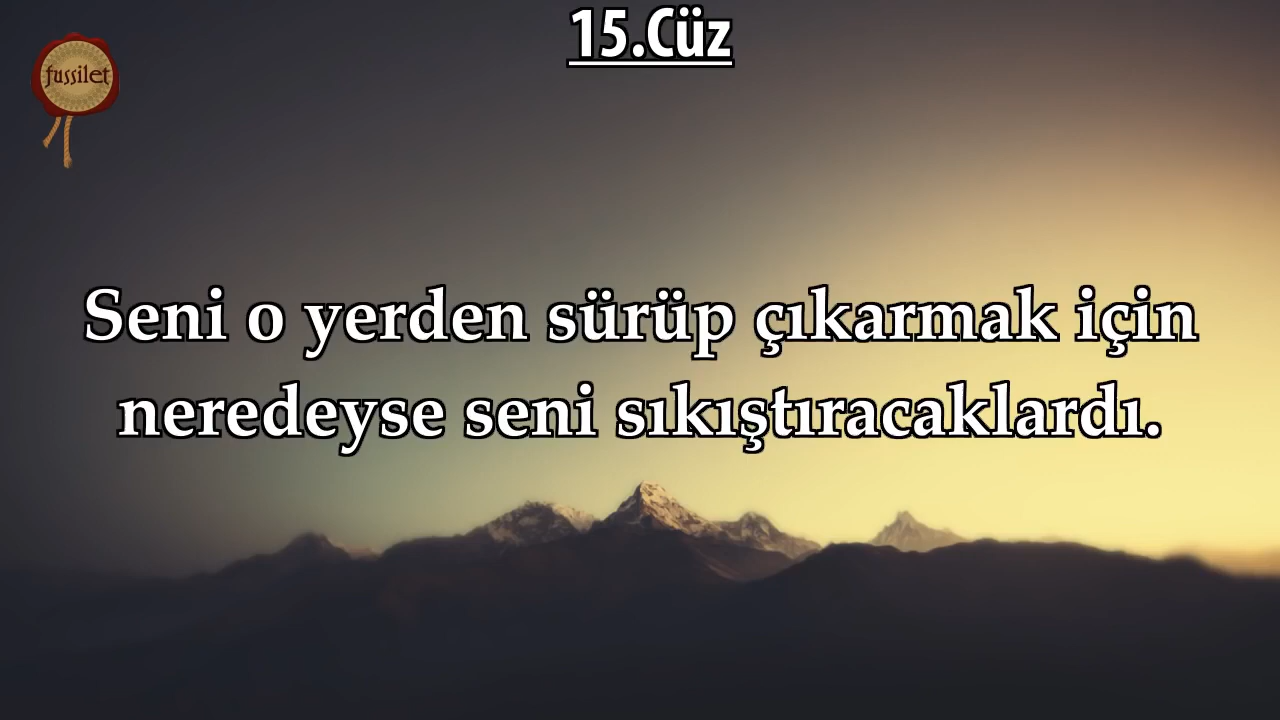 15.Cüz
fussilet
Seni o yerden sürüp çıkarmak için
neredeyse seni sıkıştıracaklardı.